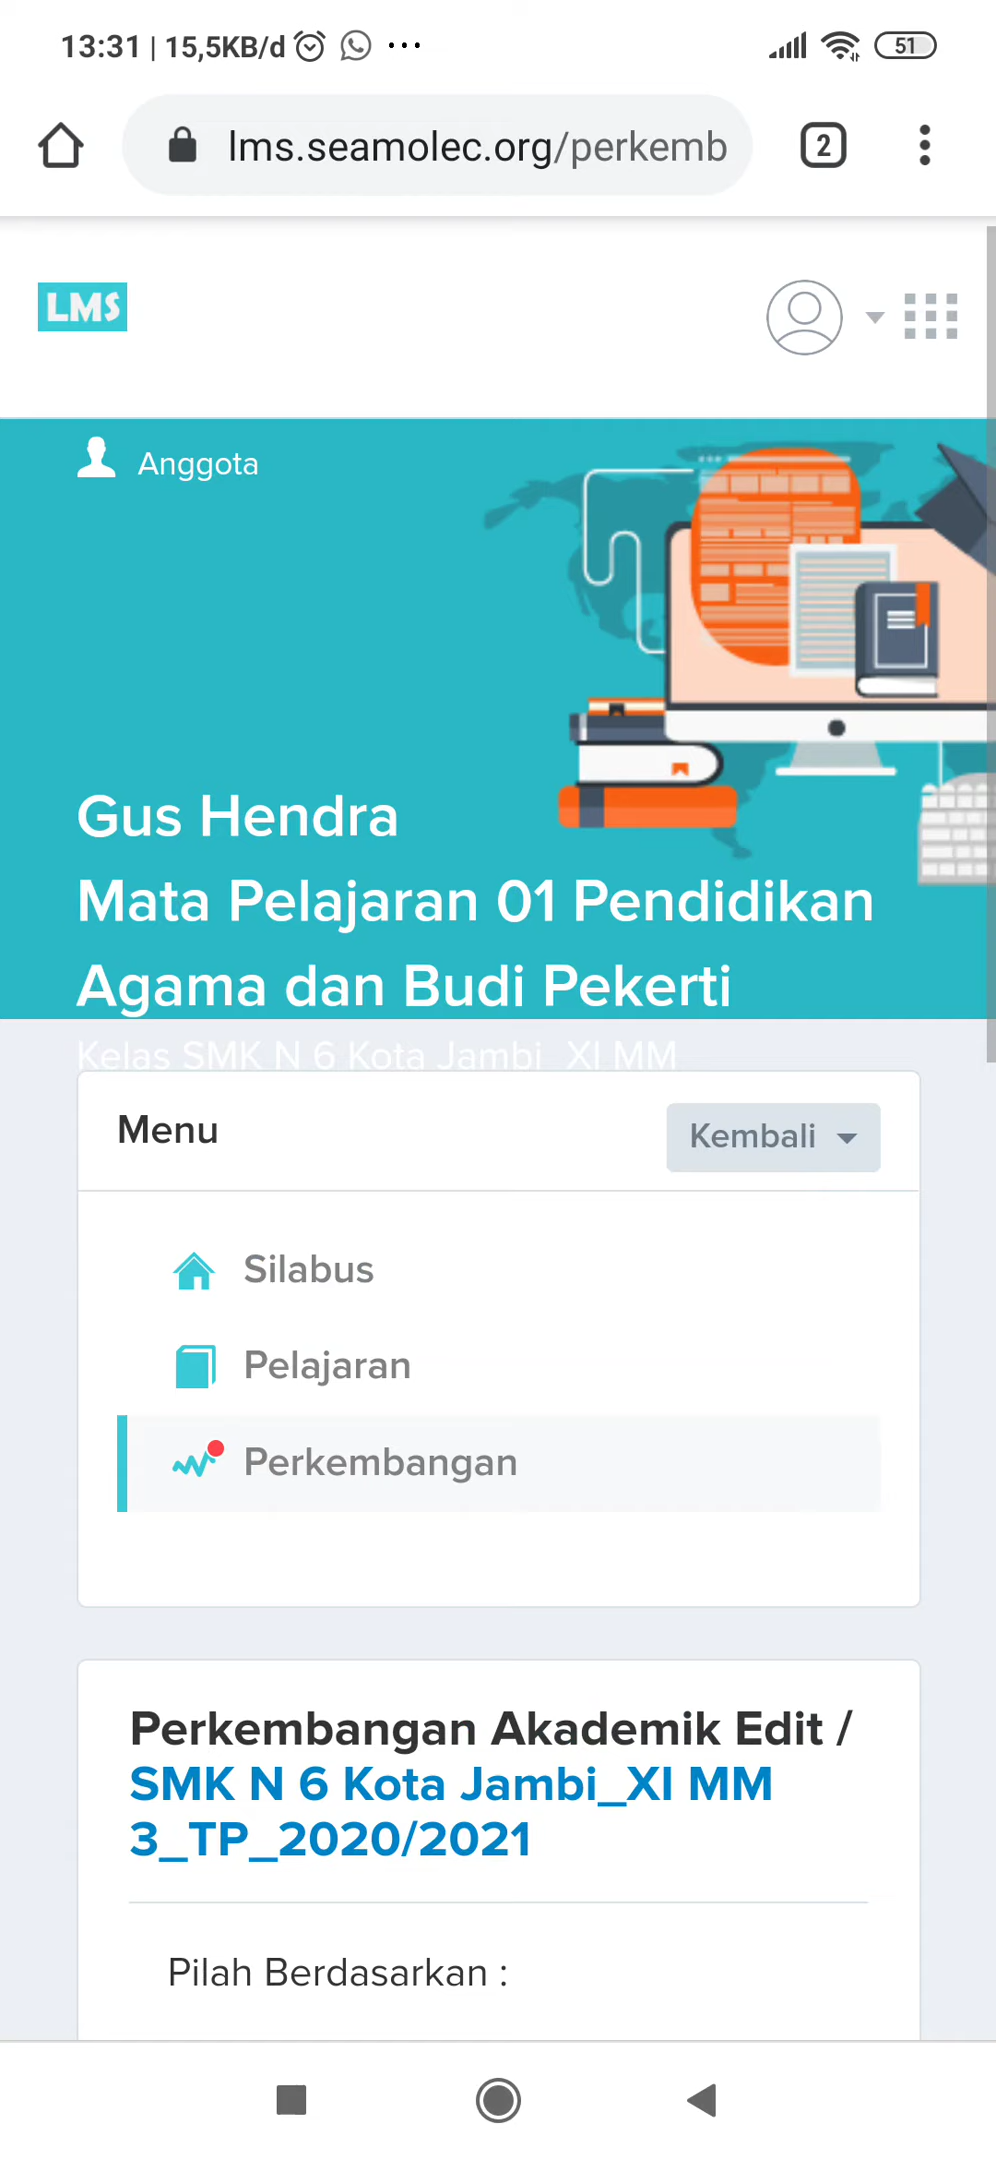 13:31 | 15,5KB/d ... 51
lms.seamolec.org/perkemb 2
LMS
Anggota
Gus Hendra
Mata Pelajaran 01 Pendidikan
Agama dan Budi Pekerti
Kelas SMK N 6 Kota Jambi_XI MM
Menu
Kembali
Silabus
Pelajaran
Perkembangan
Perkembangan Akademik Edit /
SMK N 6 Kota Jambi_XI MM
3_TP_2020/2021
Pilah Berdasarkan :